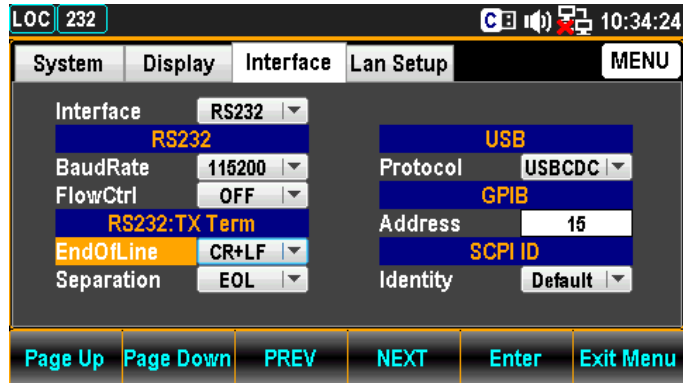 LOC 232 C 10:34:24
System Display Interface Lan Setup MENU
Interface RS232
RS232 USB
BaudRate 115200 Protocol USBCDC
FlowCtrl OFF GPIB
RS232:TX Term Address 15
EndOfLine CR+LF SCPI ID
Separation EOL Identity Default
Page Up Page Down PREV NEXT Enter Exit Menu